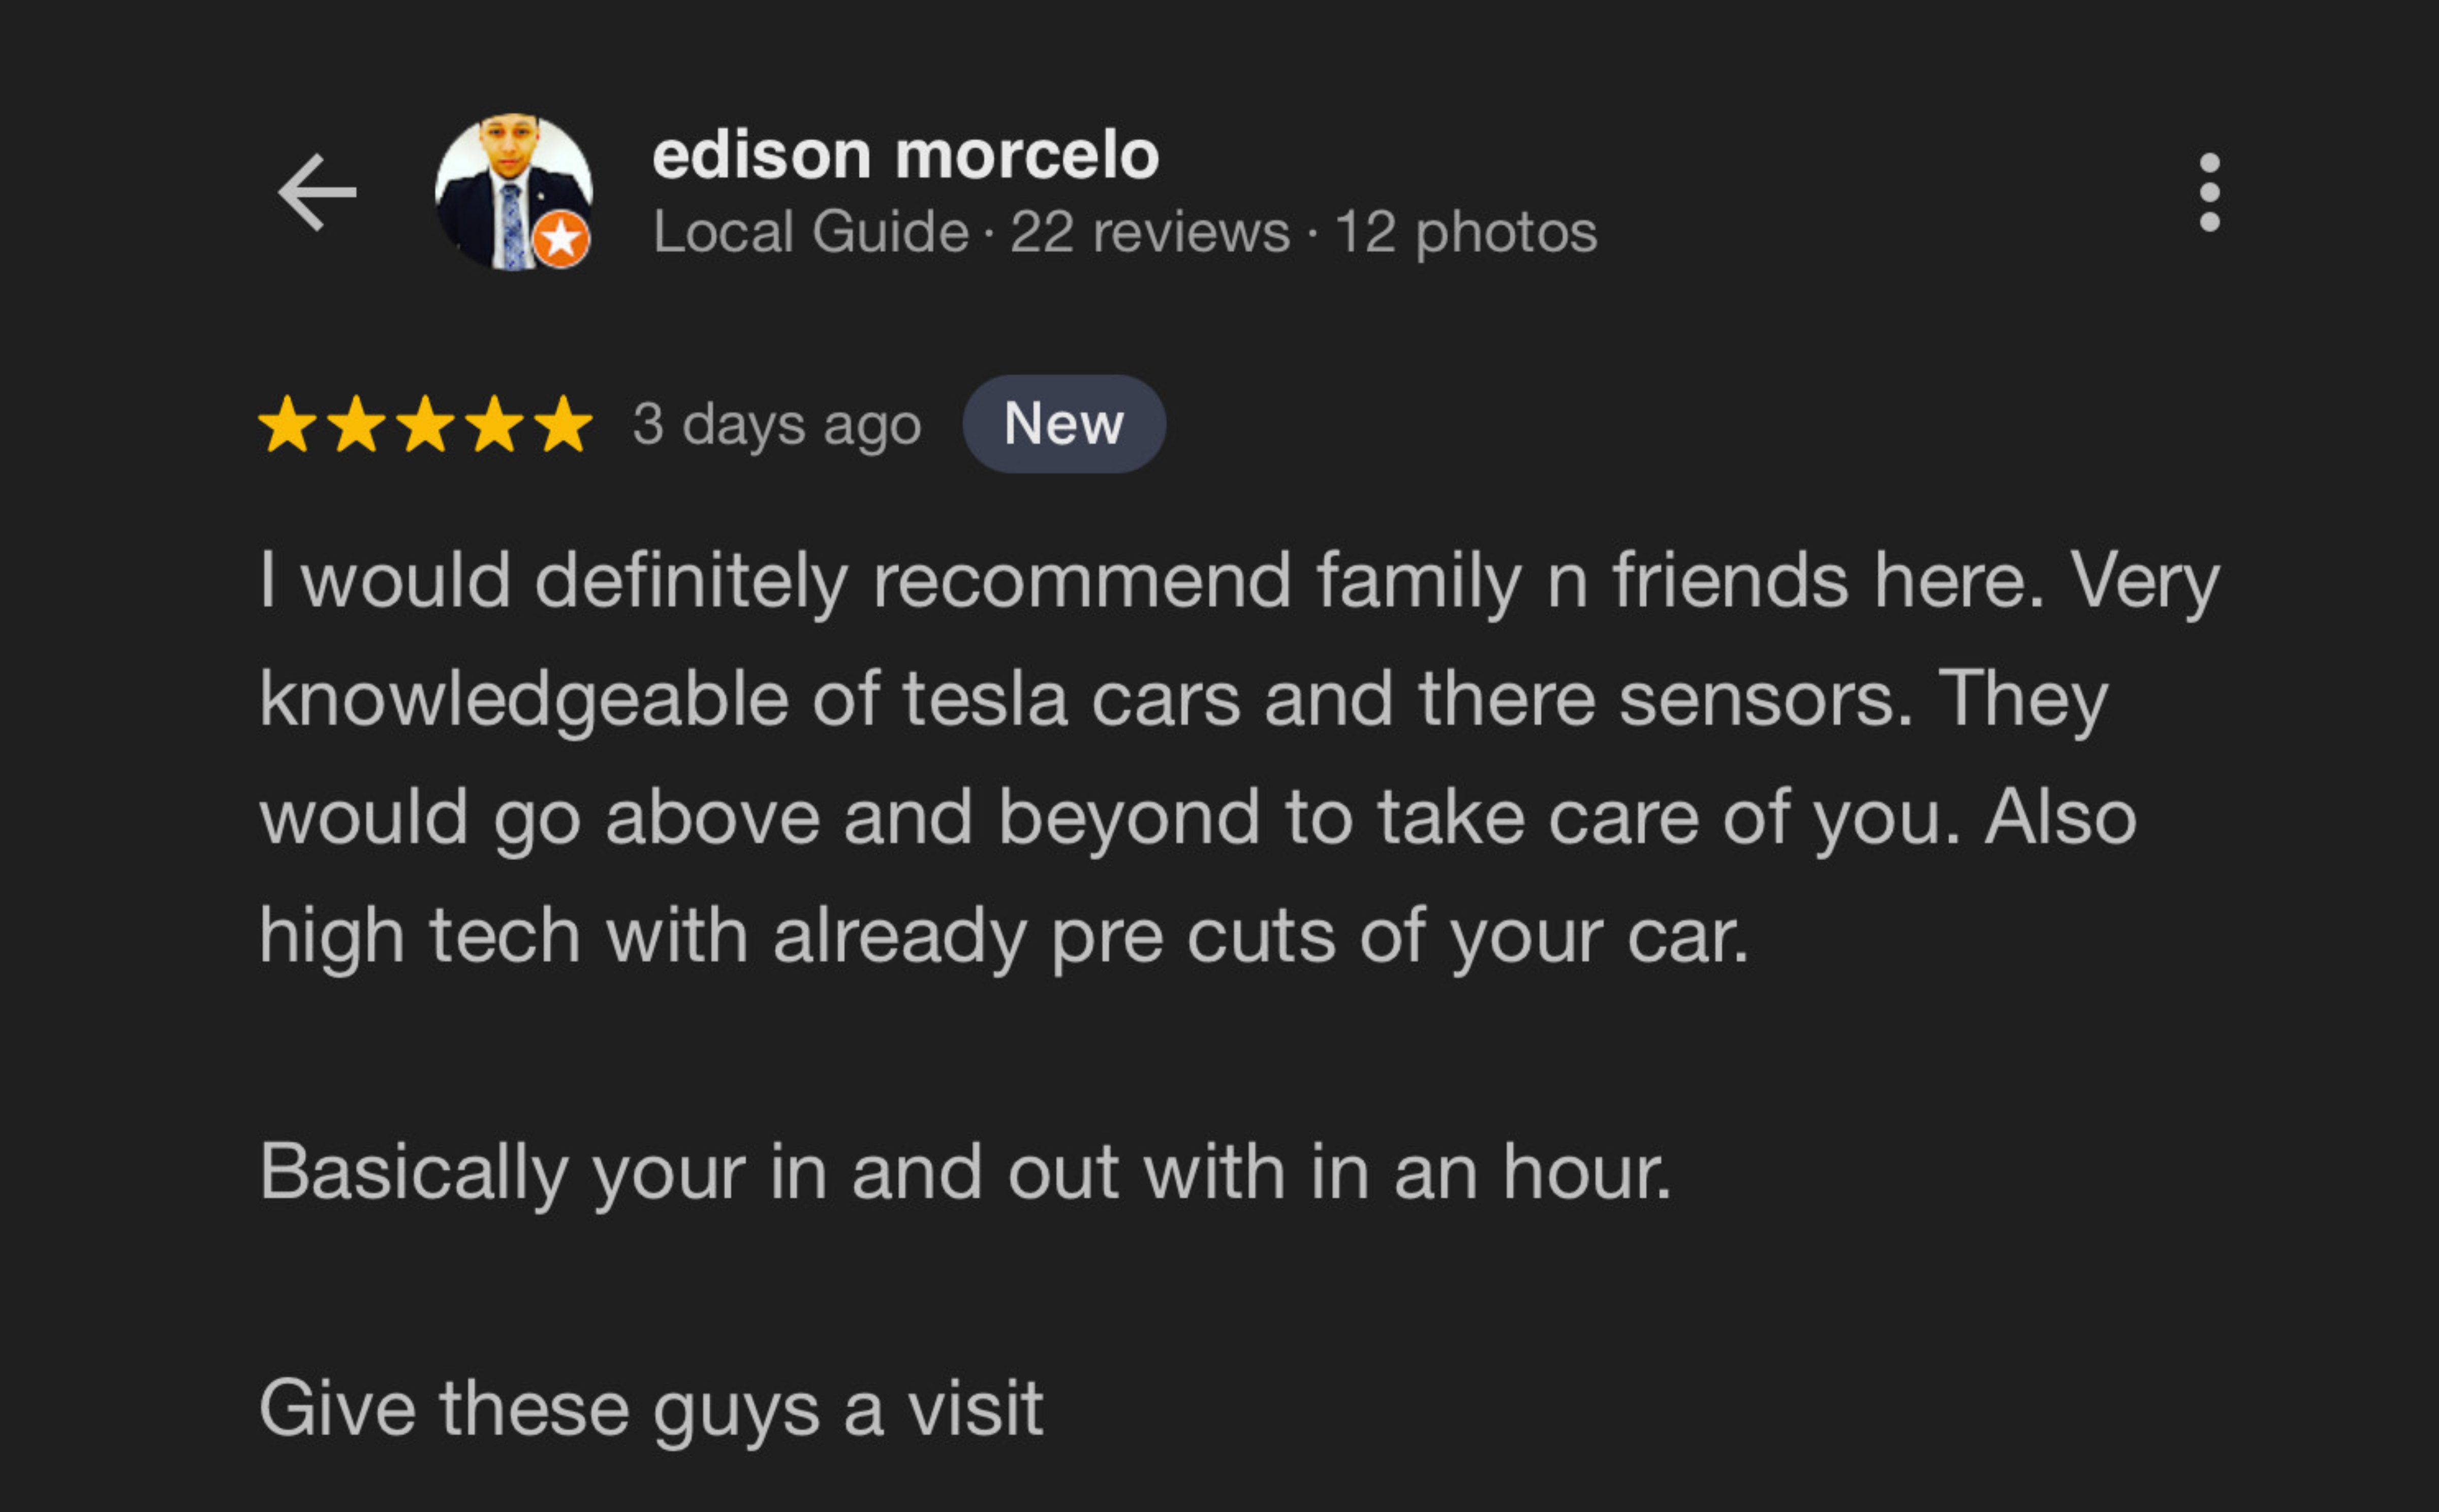 edison morcelo
Local Guide · 22 reviews · 12 photos
3 days ago New
I would definitely recommend family n friends here. Very
knowledgeable of tesla cars and there sensors. They
would go above and beyond to take care of you. Also
high tech with already pre cuts of your car.
Basically your in and out with in an hour.
Give these guys a visit